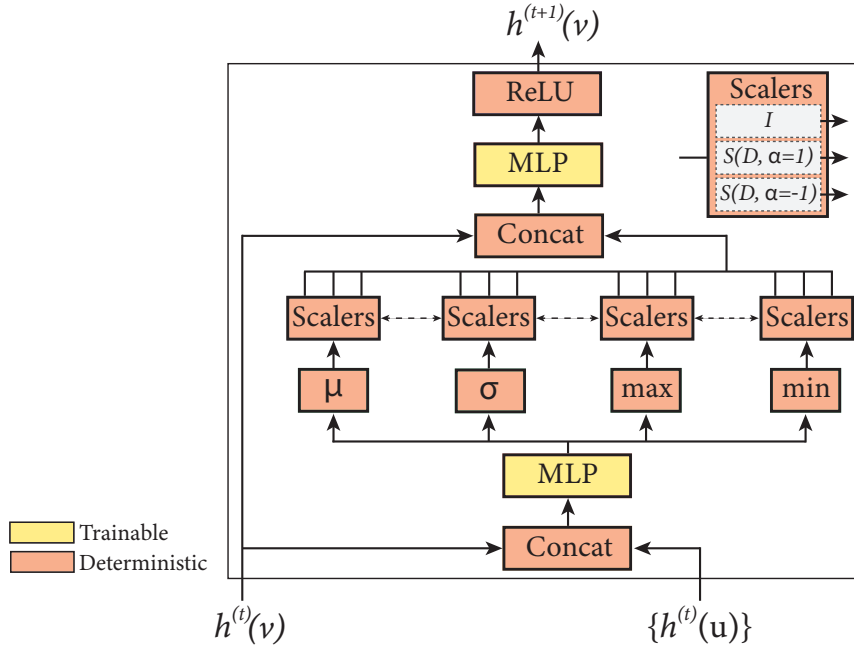 h^(t+1)(v)
ReLU
MLP
Concat
Scalers
I
S(D, α=1)
S(D, α=-1)
Scalers Scalers Scalers Scalers
μ σ max min
MLP
Concat
Trainable
Deterministic
h^(t)(v) {h^(t)(u)}